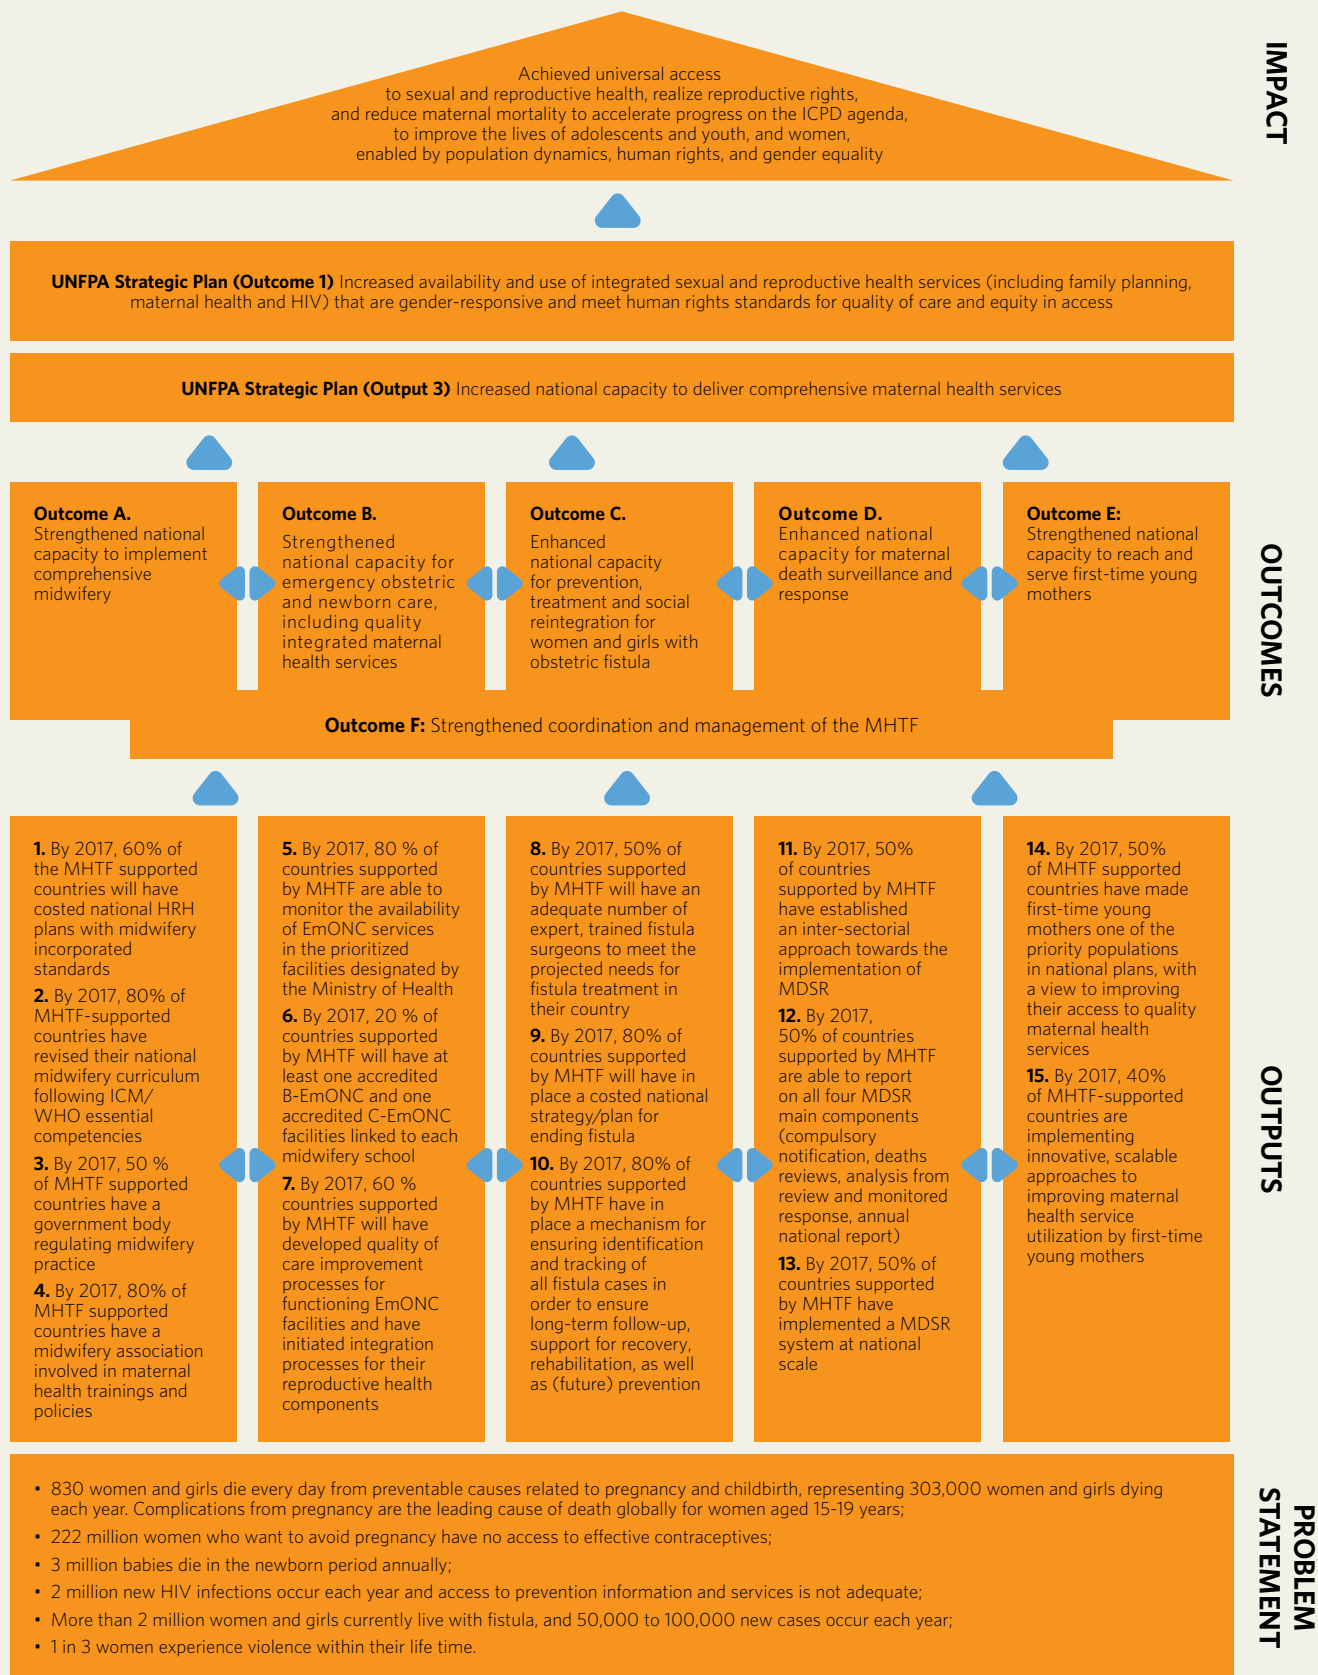 Achieved universal access
to sexual and reproductive health, realize reproductive rights,
and reduce maternal mortality to accelerate progress on the ICPD agenda,
to improve the lives of adolescents and youth, and women,
enabled by population dynamics, human rights, and gender equality
IMPACT
UNFPA Strategic Plan (Outcome 1) Increased availability and use of integrated sexual and reproductive health services (including family planning,
maternal health and HIV) that are gender-responsive and meet human rights standards for quality of care and equity in access
UNFPA Strategic Plan (Output 3) Increased national capacity to deliver comprehensive maternal health services
Outcome A.
Strengthened national
capacity to implement
comprehensive
midwifery
Outcome B.
Strengthened
national capacity for
emergency obstetric
and newborn care,
including quality
integrated maternal
health services
Outcome C.
Enhanced
national capacity
for prevention,
treatment and social
reintegration for
women and girls with
obstetric fistula
Outcome D.
Enhanced national
capacity for maternal
death surveillance and
response
Outcome E:
Strengthened national
capacity to reach and
serve first-time young
mothers
Outcome F: Strengthened coordination and management of the MHTF
OUTCOMES
1. By 2017, 60% of
the MHTF supported
countries will have
costed national HRH
plans with midwifery
incorporated
standards
2. By 2017, 80% of
MHTF-supported
countries have
revised their national
midwifery curriculum
following ICM/
WHO essential
competencies
3. By 2017, 50 %
of MHTF supported
countries have a
government body
regulating midwifery
practice
4. By 2017, 80% of
MHTF supported
countries have a
midwifery association
involved in maternal
health trainings and
policies
5. By 2017, 80 % of
countries supported
by MHTF are able to
monitor the availability
of EmONC services
in the prioritized
facilities designated by
the Ministry of Health
6. By 2017, 20 % of
countries supported
by MHTF will have at
least one accredited
B-EmONC and one
accredited C-EmONC
facilities linked to each
midwifery school
7. By 2017, 60 %
countries supported
by MHTF will have
developed quality of
care improvement
processes for
functioning EmONC
facilities and have
initiated integration
processes for their
reproductive health
components
8. By 2017, 50% of
countries supported
by MHTF will have an
adequate number of
expert, trained fistula
surgeons to meet the
projected needs for
fistula treatment in
their country
9. By 2017, 80% of
countries supported
by MHTF will have in
place a costed national
strategy/plan for
ending fistula
10. By 2017, 80% of
countries supported
by MHTF have in
place a mechanism for
ensuring identification
and tracking of
all fistula cases in
order to ensure
long-term follow-up,
support for recovery,
rehabilitation, as well
as (future) prevention
11. By 2017, 50%
of countries
supported by MHTF
have established
an inter-sectorial
approach towards the
implementation of
MDSR
12. By 2017,
50% of countries
supported by MHTF
are able to report
on all four MDSR
main components
(compulsory
notification, deaths
reviews, analysis from
review and monitored
response, annual
national report)
13. By 2017, 50% of
countries supported
by MHTF have
implemented a MDSR
system at national
scale
14. By 2017, 50%
of MHTF supported
countries have made
first-time young
mothers one of the
priority populations
in national plans, with
a view to improving
their access to quality
maternal health
services
15. By 2017, 40%
of MHTF-supported
countries are
implementing
innovative, scalable
approaches to
improving maternal
health service
utilization by first-time
young mothers
OUTPUTS
• 830 women and girls die every day from preventable causes related to pregnancy and childbirth, representing 303,000 women and girls dying
each year. Complications from pregnancy are the leading cause of death globally for women aged 15-19 years;
• 222 million women who want to avoid pregnancy have no access to effective contraceptives;
• 3 million babies die in the newborn period annually;
• 2 million new HIV infections occur each year and access to prevention information and services is not adequate;
• More than 2 million women and girls currently live with fistula, and 50,000 to 100,000 new cases occur each year;
• 1 in 3 women experience violence within their life time.
PROBLEM
STATEMENT